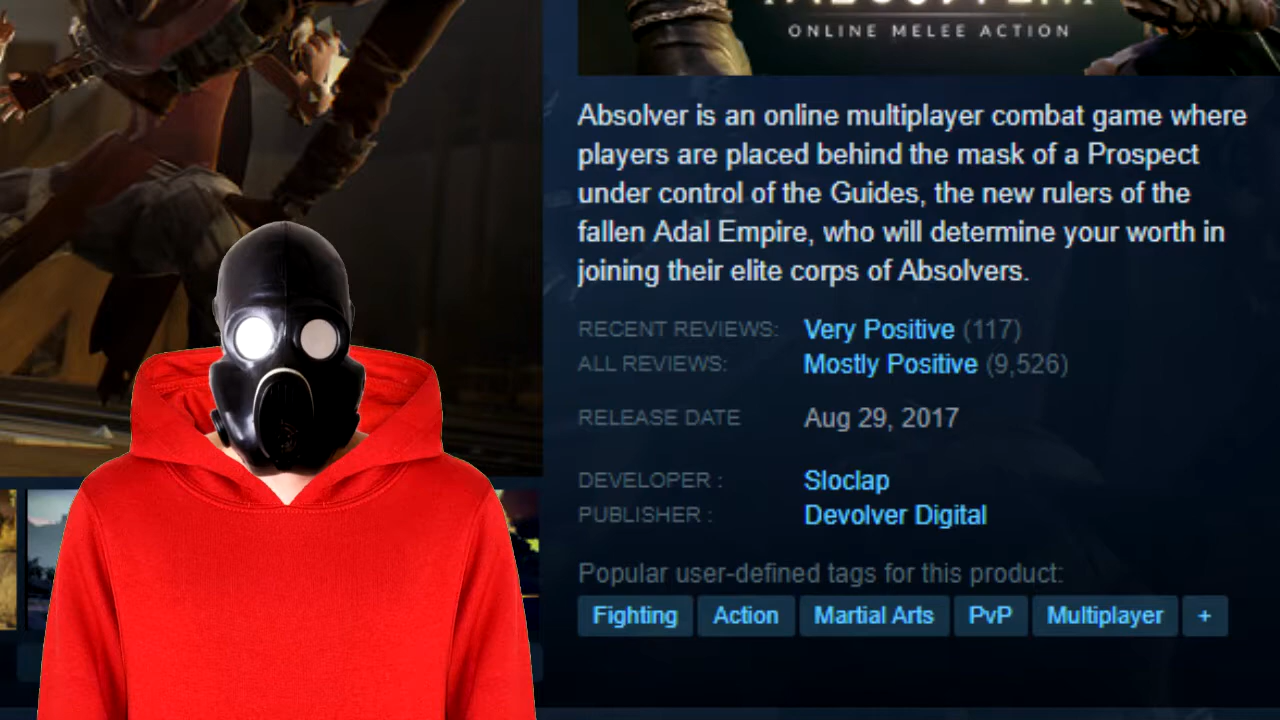 ONLINE MELEE ACTION
Absolver is an online multiplayer combat game where
players are placed behind the mask of a Prospect
under control of the Guides, the new rulers of the
fallen Adal Empire, who will determine your worth in
joining their elite corps of Absolvers.
RECENT REVIEWS: Very Positive (117)
ALL REVIEWS: Mostly Positive (9,526)
RELEASE DATE Aug 29, 2017
DEVELOPER : Sloclap
PUBLISHER : Devolver Digital
Popular user-defined tags for this product:
Fighting Action Martial Arts PvP Multiplayer +